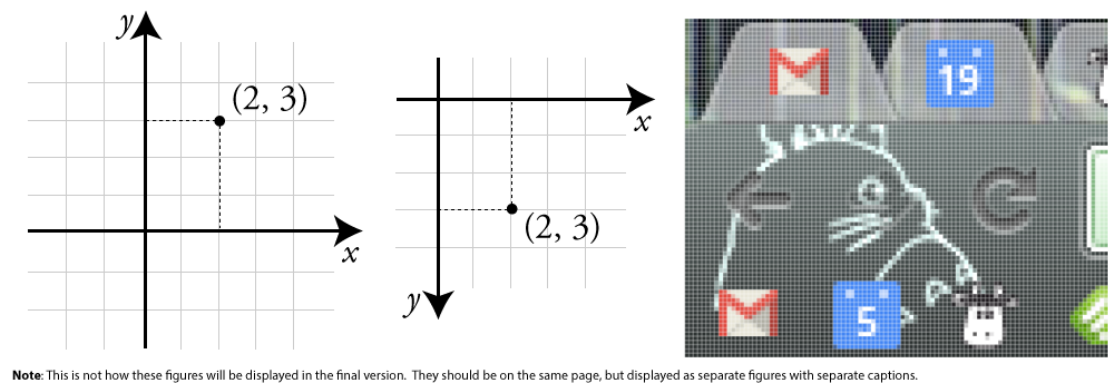 y
(2, 3)
x
x
(2, 3)
y
19
5
Note: This is not how these figures will be displayed in the final version. They should be on the same page, but displayed as separate figures with separate captions.